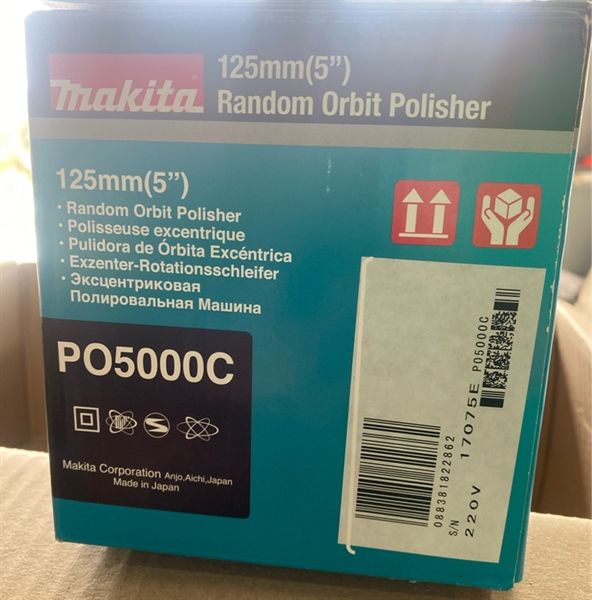 makita
125mm(5")
Random Orbit Polisher
125mm(5")
· Random Orbit Polisher
· Polisseuse excentrique
· Pulidora de Órbita Excéntrica
· Exzenter-Rotationsschleifer
· Эксцентриковая
Полировальная Машина
PO5000C
Makita Corporation Anjo,Aichi,Japan
Made in Japan
088381822862
S/N
220V 17075E PO5000C